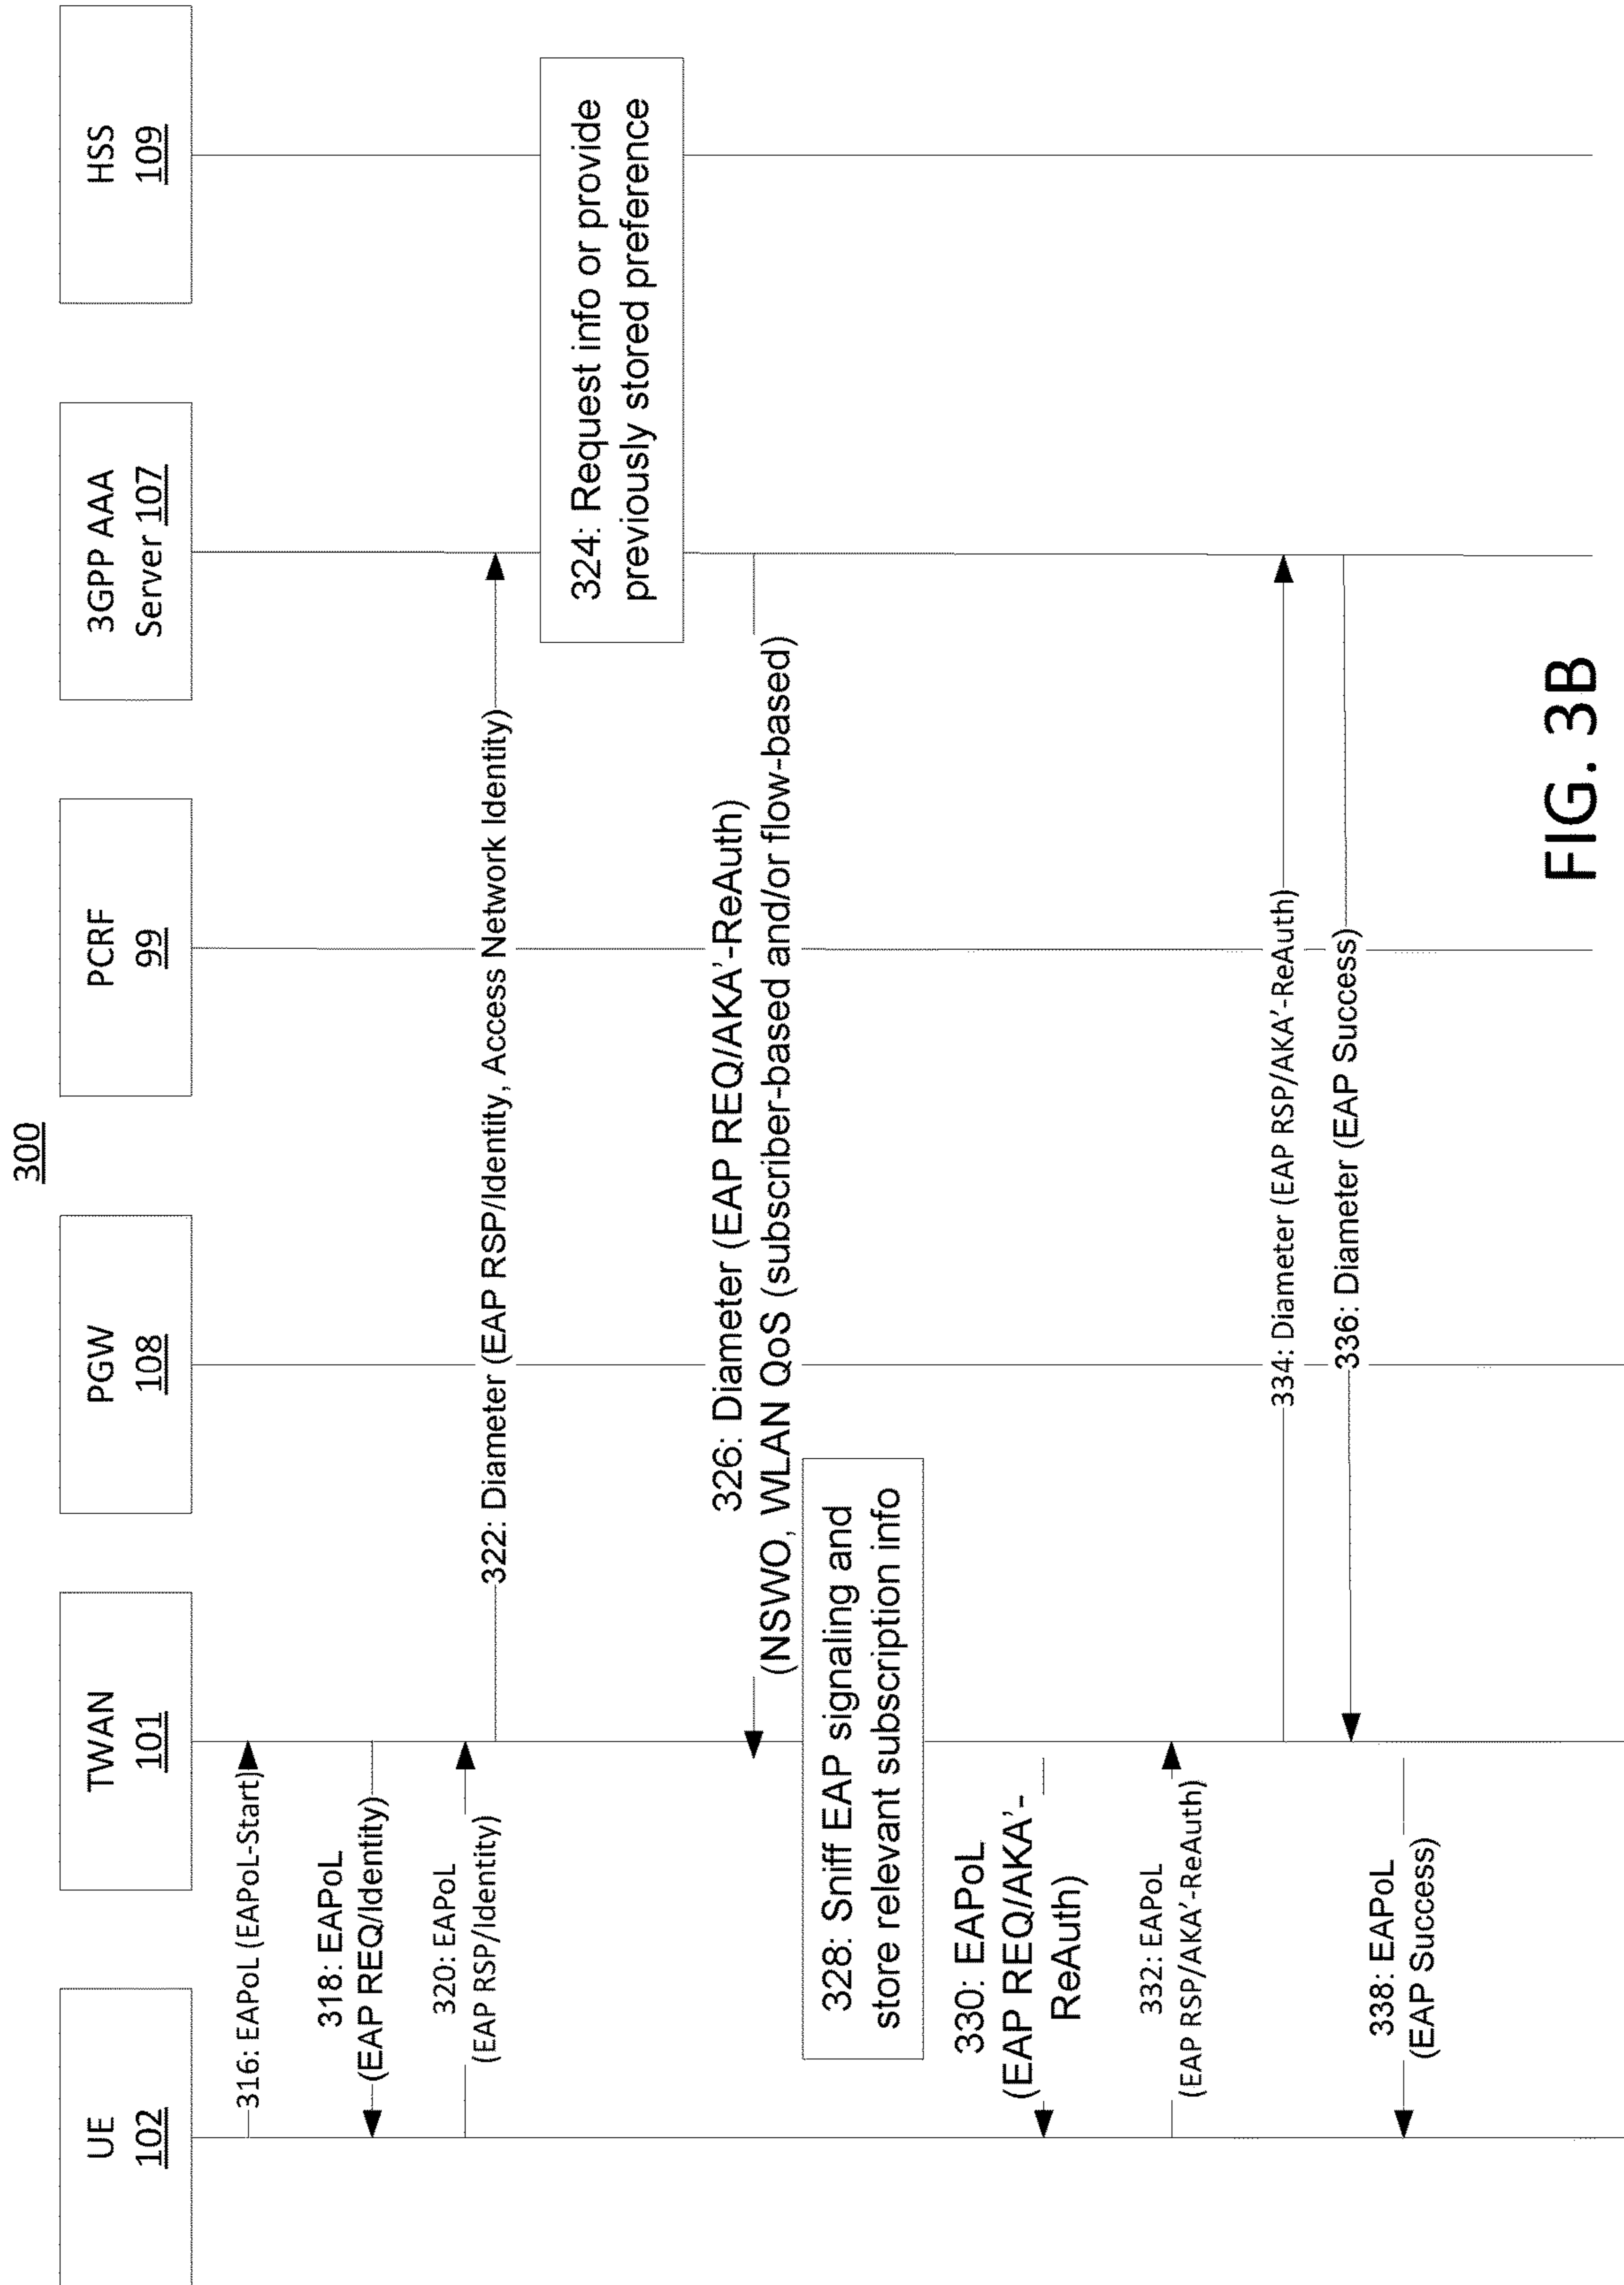 300
UE
102
TWAN
101
PGW
108
PCRF
99
3GPP AAA
Server 107
HSS
109
316: EAPoL (EAPoL-Start)
318: EAPoL
(EAP REQ/Identity)
320: EAPoL
(EAP RSP/Identity)
322: Diameter (EAP RSP/Identity, Access Network Identity)
324: Request info or provide
previously stored preference
326: Diameter (EAP REQ/AKA’-ReAuth)
(NSWO, WLAN QoS (subscriber-based and/or flow-based)
328: Sniff EAP signaling and
store relevant subscription info
330: EAPoL
(EAP REQ/AKA’-
ReAuth)
332: EAPoL
(EAP RSP/AKA’-ReAuth)
334: Diameter (EAP RSP/AKA’-ReAuth)
336: Diameter (EAP Success)
338: EAPoL
(EAP Success)
FIG. 3B